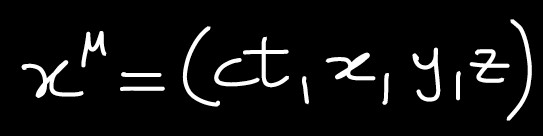 x^μ = (ct, x, y, z)